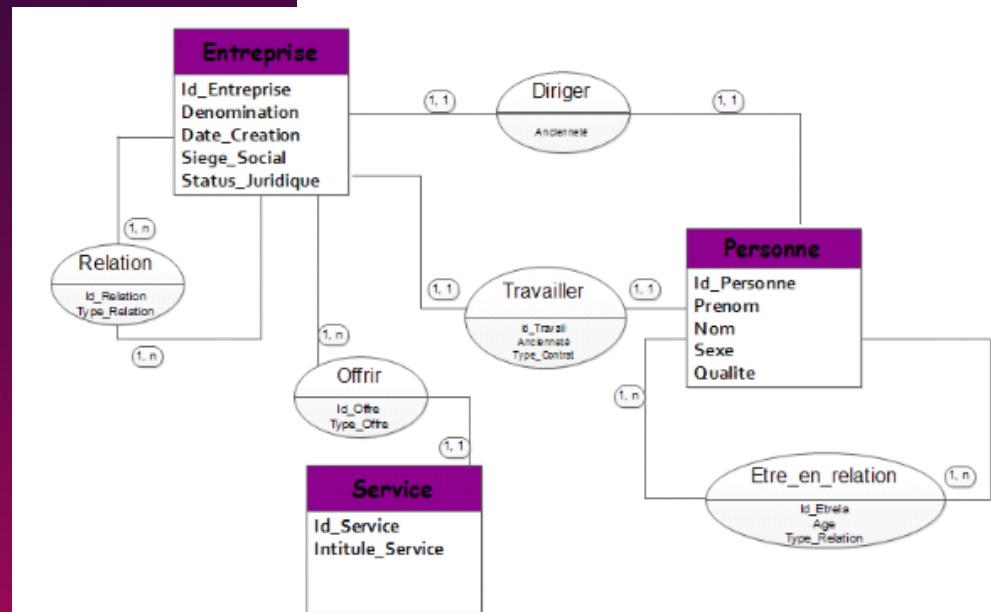 Entreprise
Id_Entreprise
Denomination
Date_Creation
Siege_Social
Status_Juridique
1, 1
Diriger
Ancienneté
1, 1
1, n
Relation
Id_Relation
Type_Relation
1, n
1, 1
Travailler
Id_Travail
Ancienneté
Type_Contrat
1, 1
Personne
Id_Personne
Prenom
Nom
Sexe
Qualite
1, n
Offrir
Id_Offre
Type_Offre
1, 1
Service
Id_Service
Intitule_Service
1, n
Etre_en_relation
Id_Etrela
Age
Type_Relation
1, n